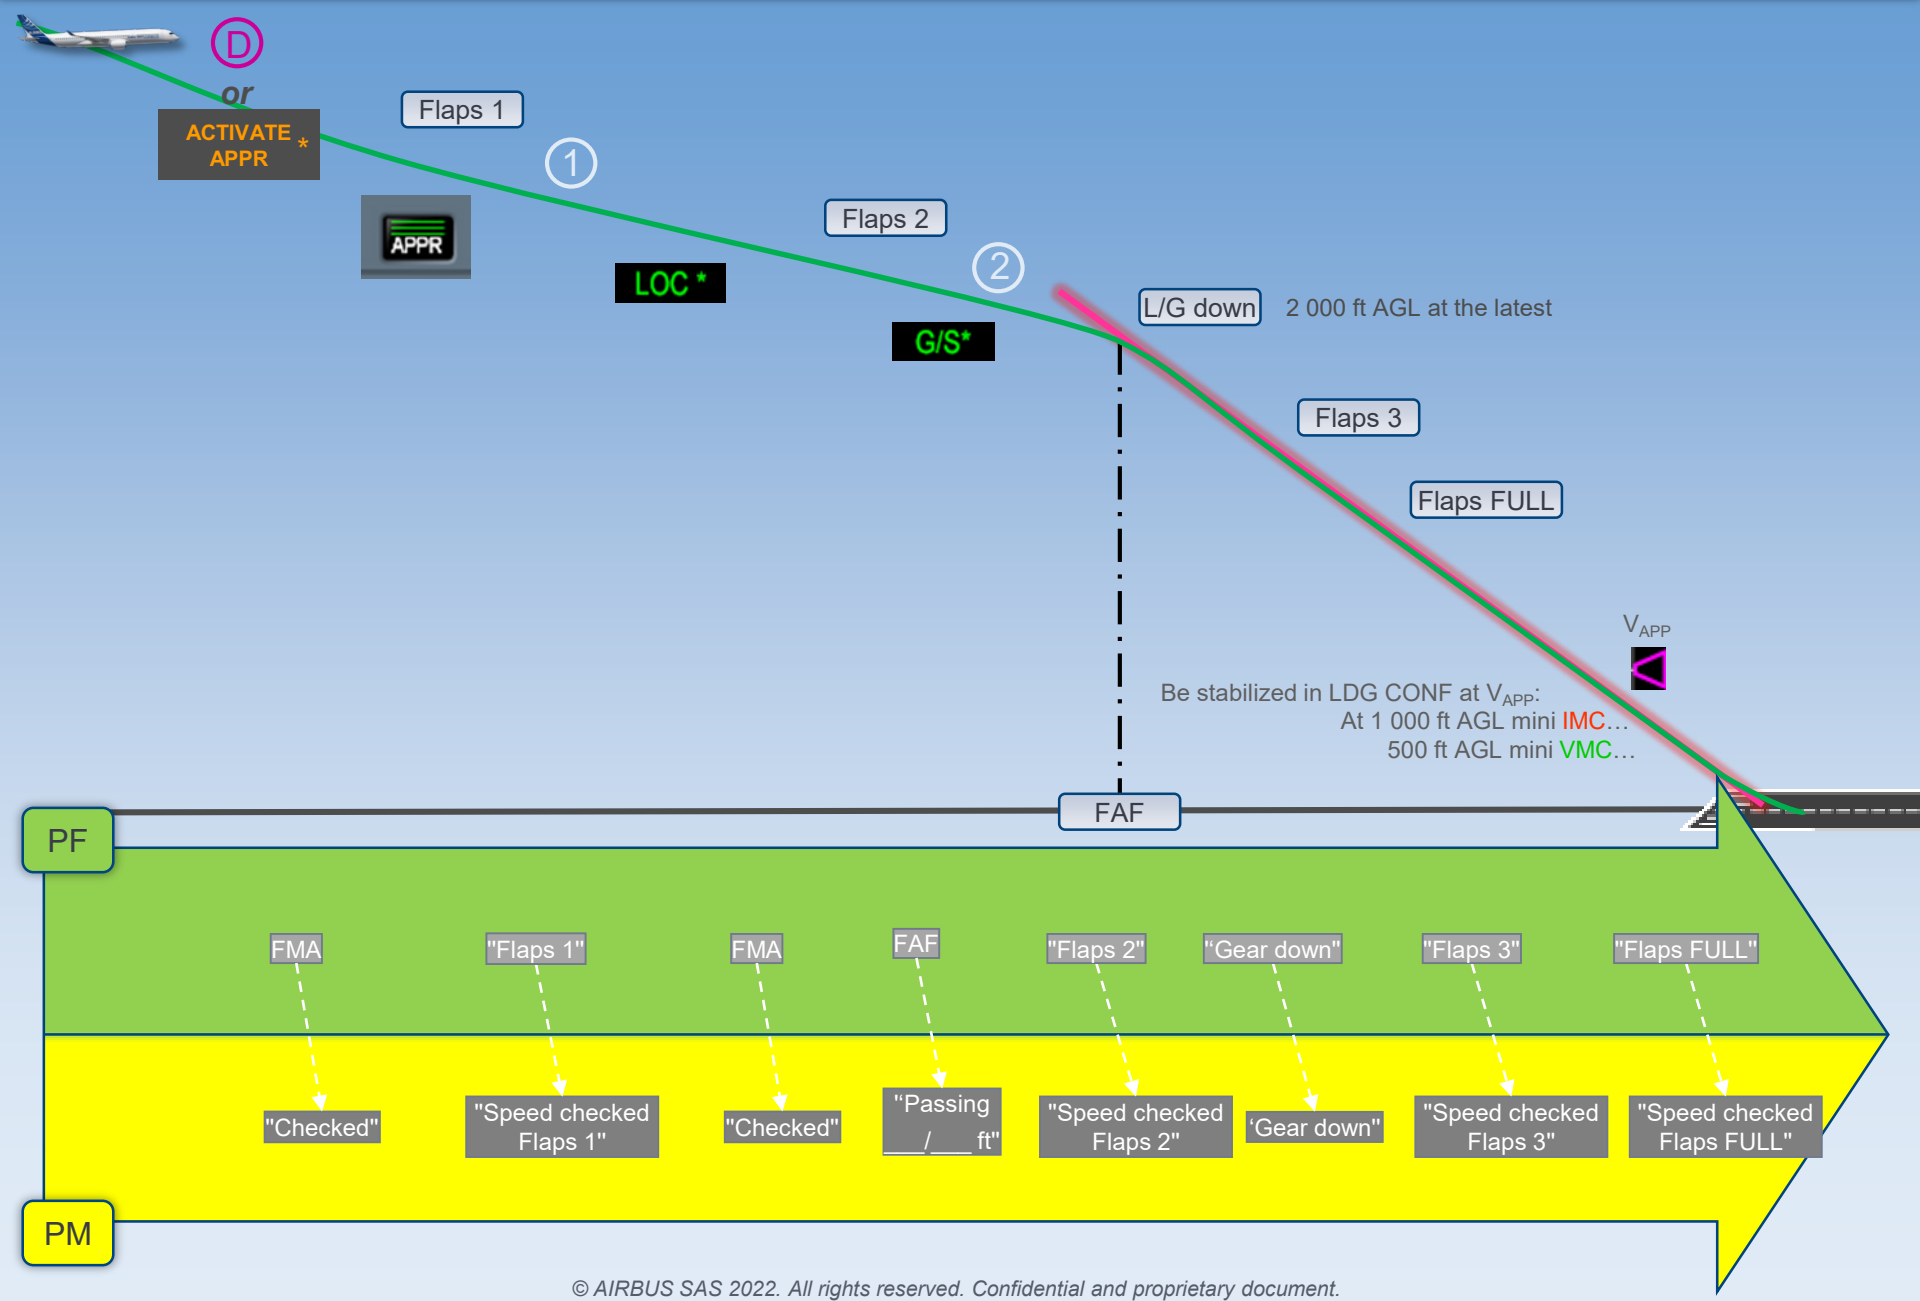 D
or
ACTIVATE *
APPR
Flaps 1
1
APPR
Flaps 2
LOC *
2
G/S*
L/G down 2 000 ft AGL at the latest
Flaps 3
Flaps FULL
VAPP
Be stabilized in LDG CONF at VAPP:
At 1 000 ft AGL mini IMC…
500 ft AGL mini VMC…
FAF
PF
FMA "Flaps 1" FMA FAF "Flaps 2" "Gear down" "Flaps 3" "Flaps FULL"
"Checked"
"Speed checked
Flaps 1"
"Checked"
"Passing
___/___ ft"
"Speed checked
Flaps 2"
‘Gear down"
"Speed checked
Flaps 3"
"Speed checked
Flaps FULL"
PM
© AIRBUS SAS 2022. All rights reserved. Confidential and proprietary document.